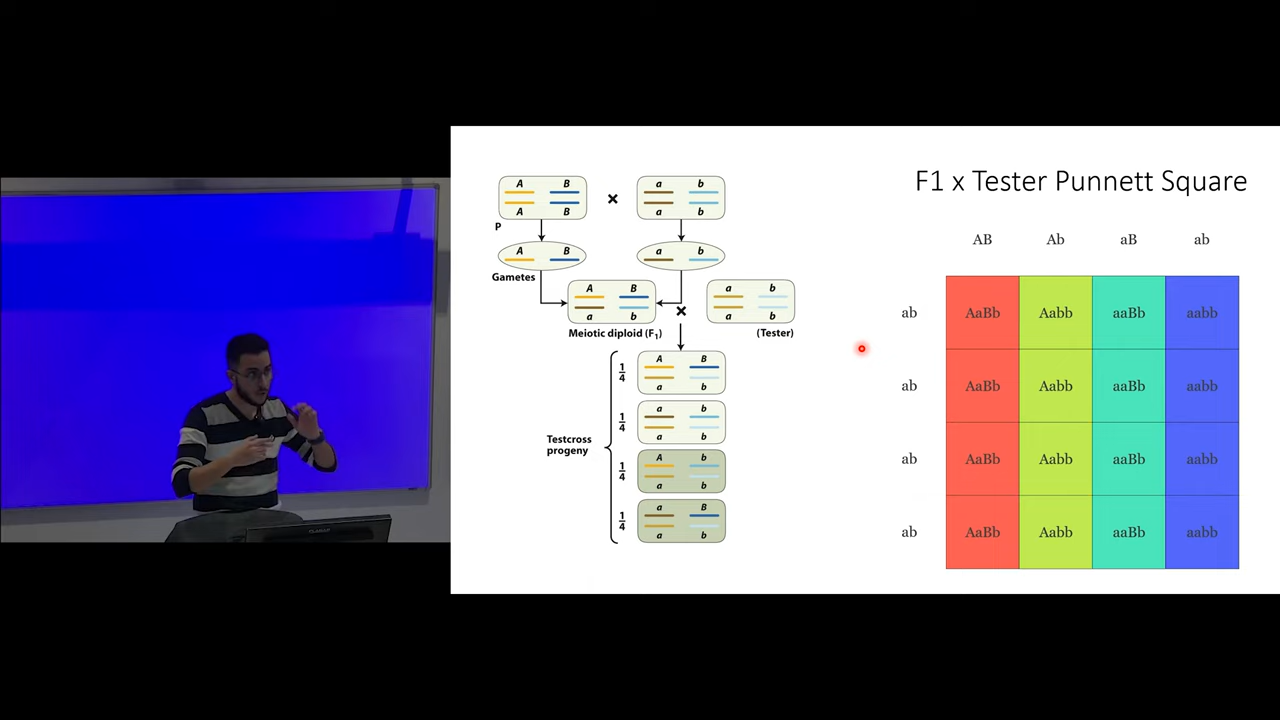 F1 x Tester Punnett Square
A B a b
A B a b
P
A B a b
Gametes
A B a b
a b a b
Meiotic diploid (F1) (Tester)
1/4 A B
a b
1/4 a b
a b
Testcross
progeny
1/4 A b
a b
1/4 a B
a b
AB Ab aB ab
ab AaBb Aabb aaBb aabb
ab AaBb Aabb aaBb aabb
ab AaBb Aabb aaBb aabb
ab AaBb Aabb aaBb aabb